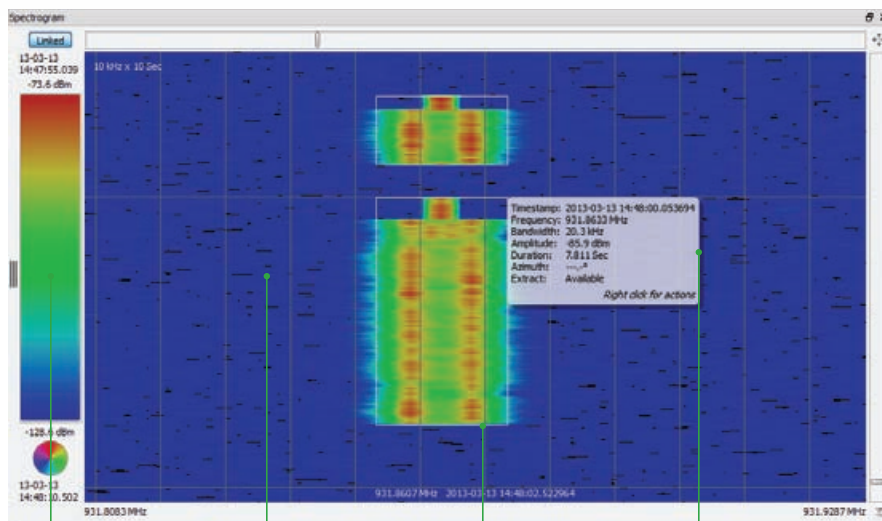 Spectrogram
Linked
13-03-13
14:47:55.039
-73.6 dBm
10 kHz x 10 Sec
Timestamp: 2013-03-13 14:48:00.053694
Frequency: 931.8633 MHz
Bandwidth: 20.3 kHz
Amplitude: -85.9 dBm
Duration: 7.811 Sec
Azimuth: ---.-°
Extract: Available
Right click for actions
-128.6 dBm
13-03-13
14:48:10.502
931.8607 MHz 2013-03-13 14:48:02.522964
931.8083 MHz
931.9287 MHz